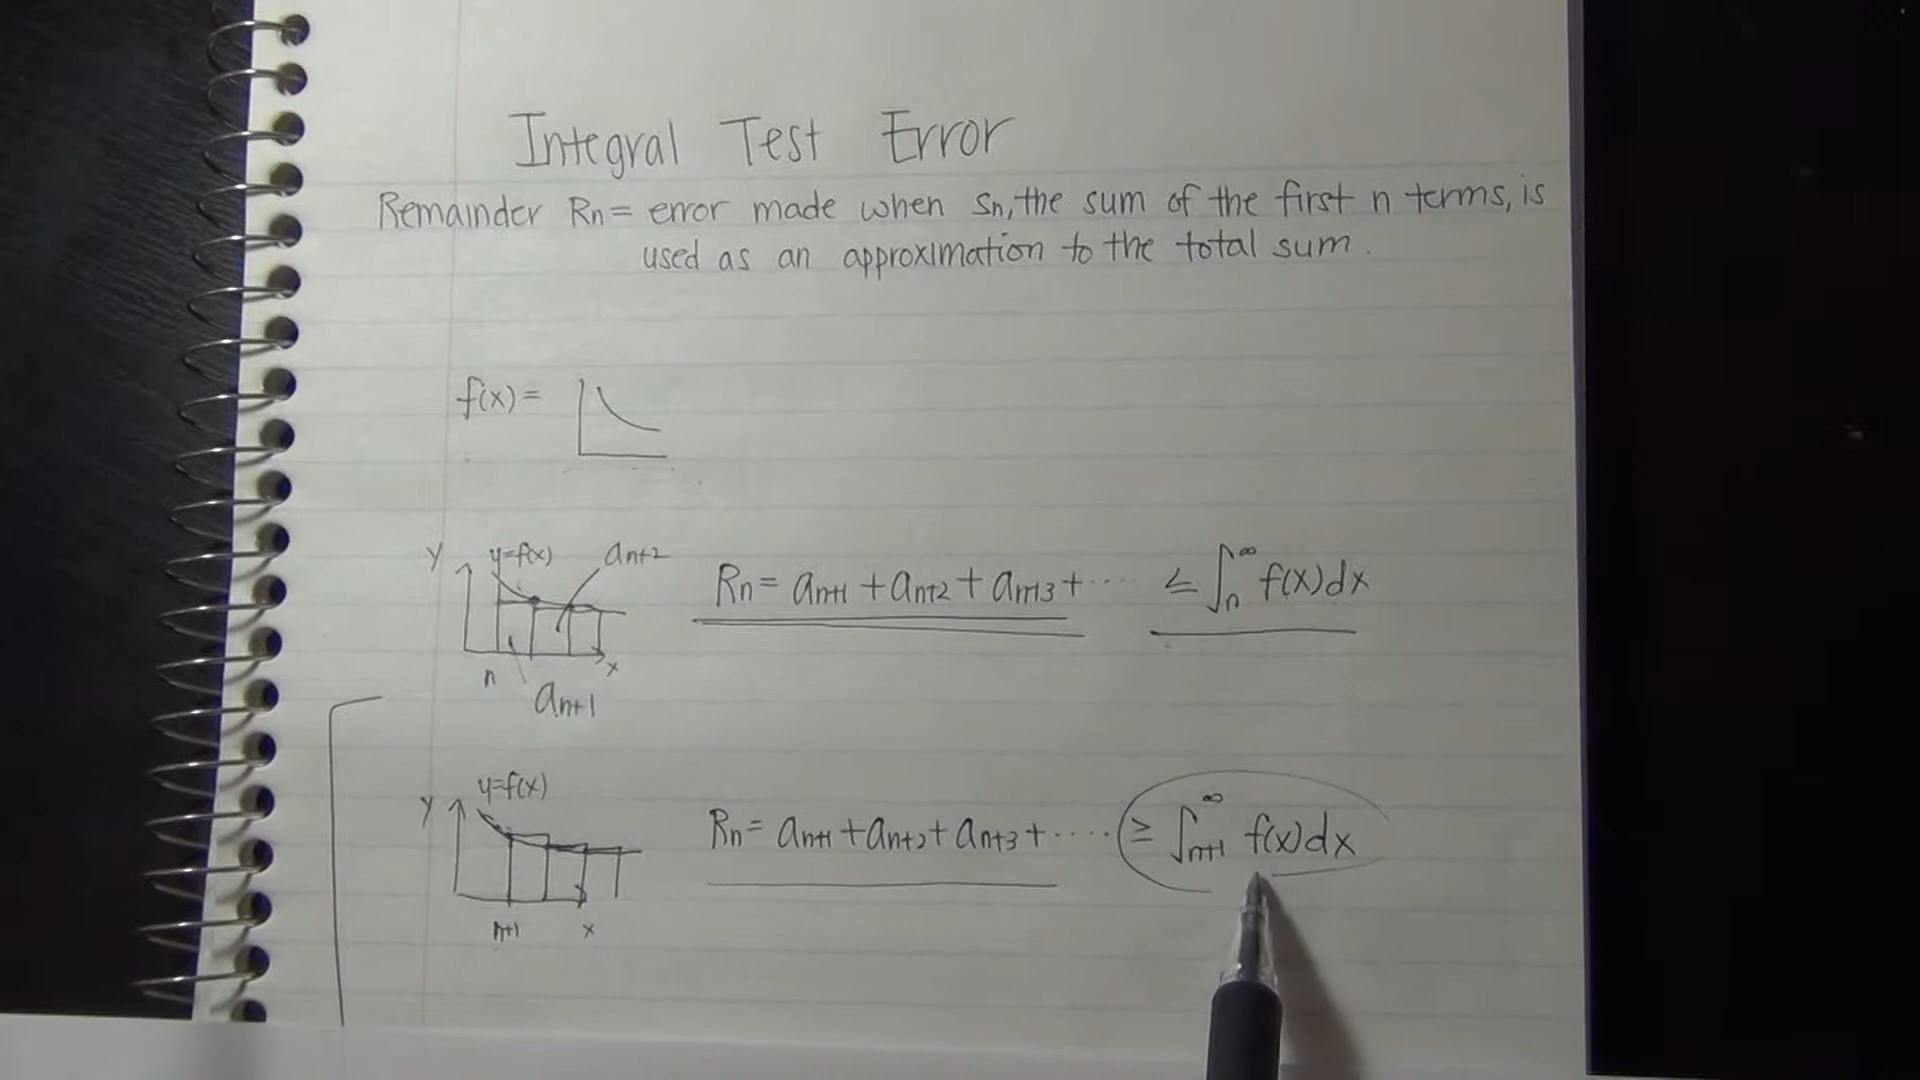 Integral Test Error
Remainder Rn = error made when Sn, the sum of the first n terms, is
used as an approximation to the total sum.
f(x) =
y
y=f(x)
an+2
Rn = an+1 + an+2 + an+3 + ···· ≤ ∫n^∞ f(x)dx
n
x
an+1
y=f(x)
y
Rn = an+1 + an+2 + an+3 + ····· ≥ ∫n+1^∞ f(x)dx
n+1
x